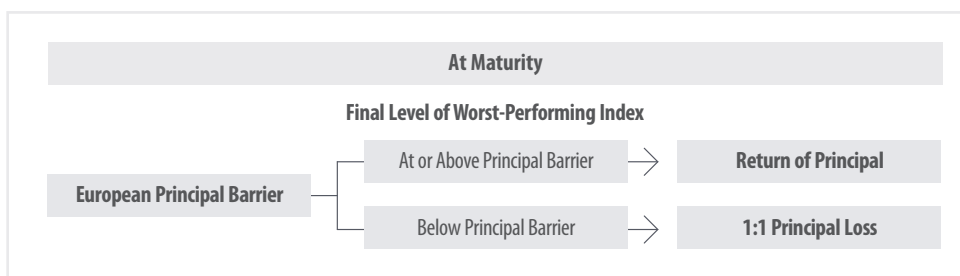 At Maturity
Final Level of Worst-Performing Index
European Principal Barrier
At or Above Principal Barrier
Return of Principal
Below Principal Barrier
1:1 Principal Loss